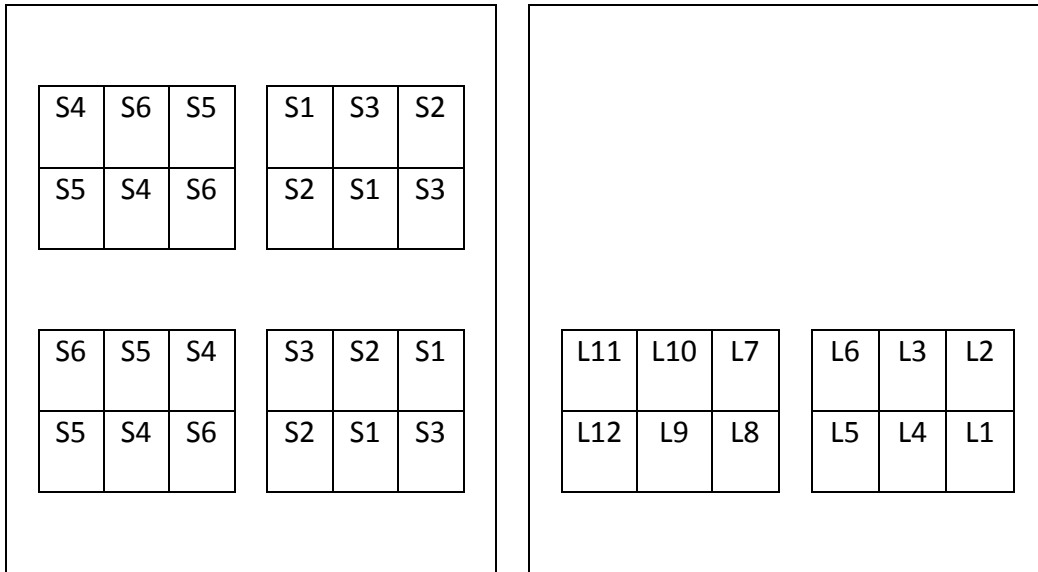 S4 S6 S5 S1 S3 S2
S5 S4 S6 S2 S1 S3
S6 S5 S4 S3 S2 S1 L11 L10 L7 L6 L3 L2
S5 S4 S6 S2 S1 S3 L12 L9 L8 L5 L4 L1